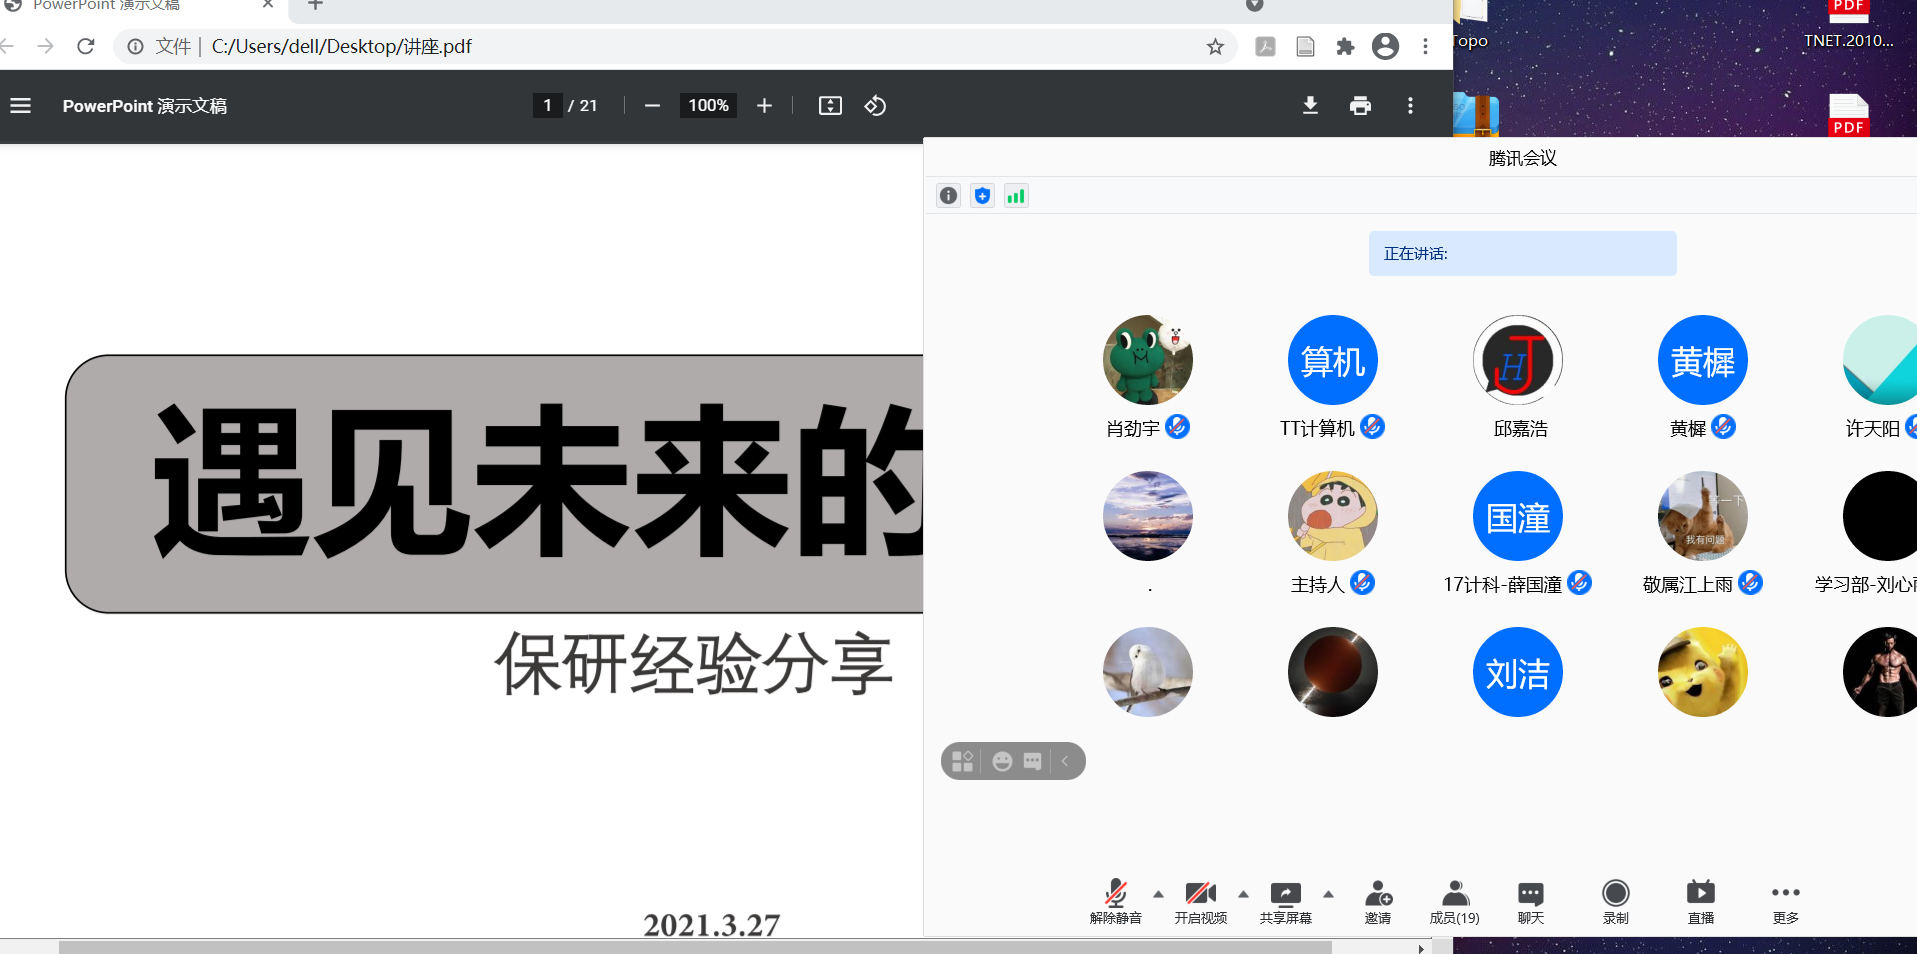 PowerPoint 演示文稿
文件 | C:/Users/dell/Desktop/讲座.pdf
PowerPoint 演示文稿
1 / 21
100%
遇见未来的
保研经验分享
2021.3.27
Topo
PDF
TNET.2010...
PDF
腾讯会议
正在讲话:
算机
黄樨
肖劲宇
TT计算机
邱嘉浩
黄樨
许天阳
国潼
我有问题
.
主持人
17计科-薛国潼
敬属江上雨
学习部-刘心
刘洁
解除静音
开启视频
共享屏幕
邀请
成员(19)
聊天
录制
直播
更多